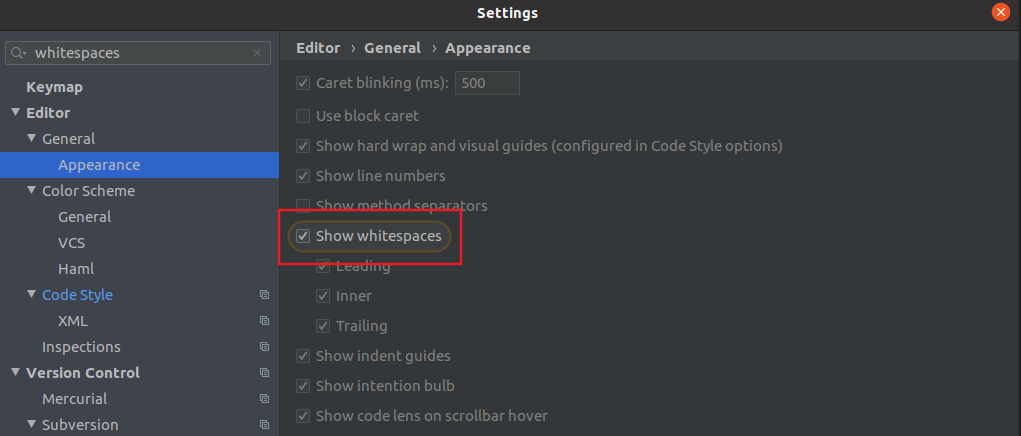 Settings
whitespaces
Keymap
Editor
General
Appearance
Color Scheme
General
VCS
Haml
Code Style
XML
Inspections
Version Control
Mercurial
Subversion
Editor › General › Appearance
Caret blinking (ms): 500
Use block caret
Show hard wrap and visual guides (configured in Code Style options)
Show line numbers
Show method separators
Show whitespaces
Leading
Inner
Trailing
Show indent guides
Show intention bulb
Show code lens on scrollbar hover